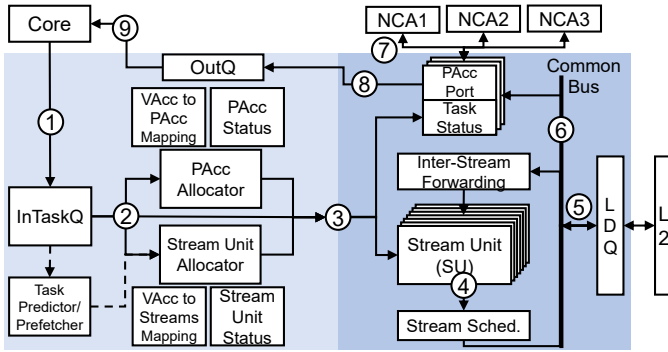 Core
9
NCA1
NCA2
NCA3
7
OutQ
8
PAcc
Port
Task
Status
Common
Bus
1
VAcc to
PAcc
Mapping
PAcc
Status
6
PAcc
Allocator
Inter-Stream
Forwarding
InTaskQ
2
3
5
L
D
Q
L
2
Stream Unit
Allocator
Stream Unit
(SU)
4
Task
Predictor/
Prefetcher
VAcc to
Streams
Mapping
Stream
Unit
Status
Stream Sched.